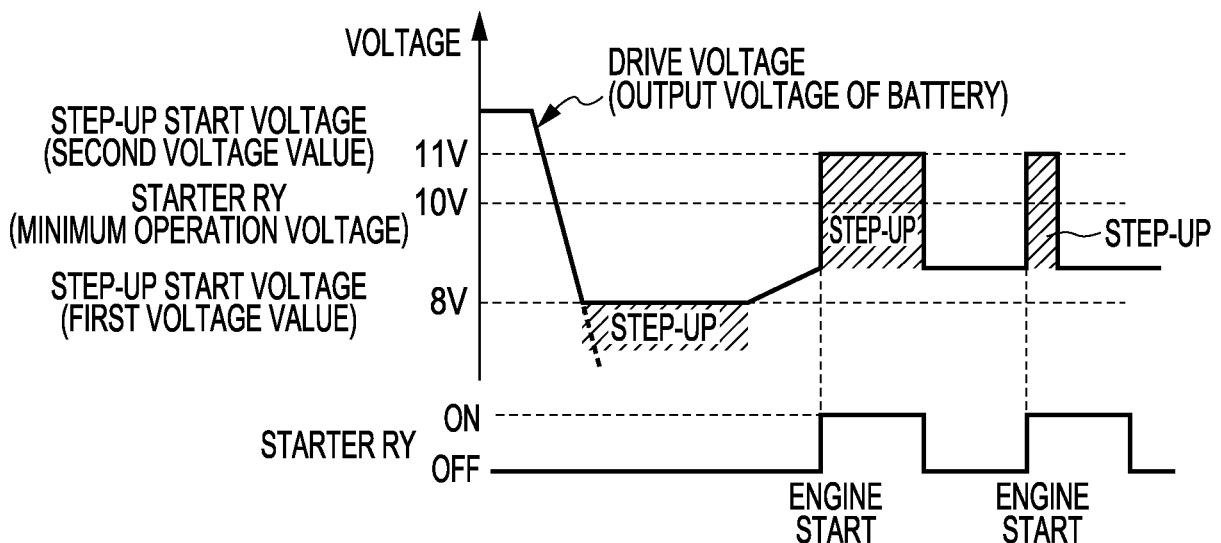 VOLTAGE
DRIVE VOLTAGE
(OUTPUT VOLTAGE OF BATTERY)
STEP-UP START VOLTAGE
(SECOND VOLTAGE VALUE)
11V
STARTER RY
(MINIMUM OPERATION VOLTAGE)
10V
STEP-UP
STEP-UP
STEP-UP START VOLTAGE
(FIRST VOLTAGE VALUE)
8V
STEP-UP
STARTER RY
ON
OFF
ENGINE
START
ENGINE
START